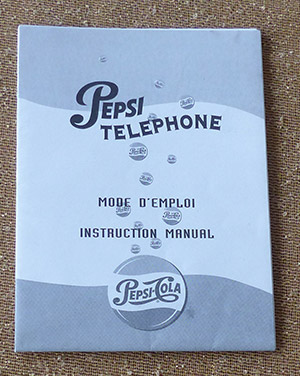 PEPSI
TELEPHONE
MODE D'EMPLOI
INSTRUCTION MANUAL
PEPSI-COLA